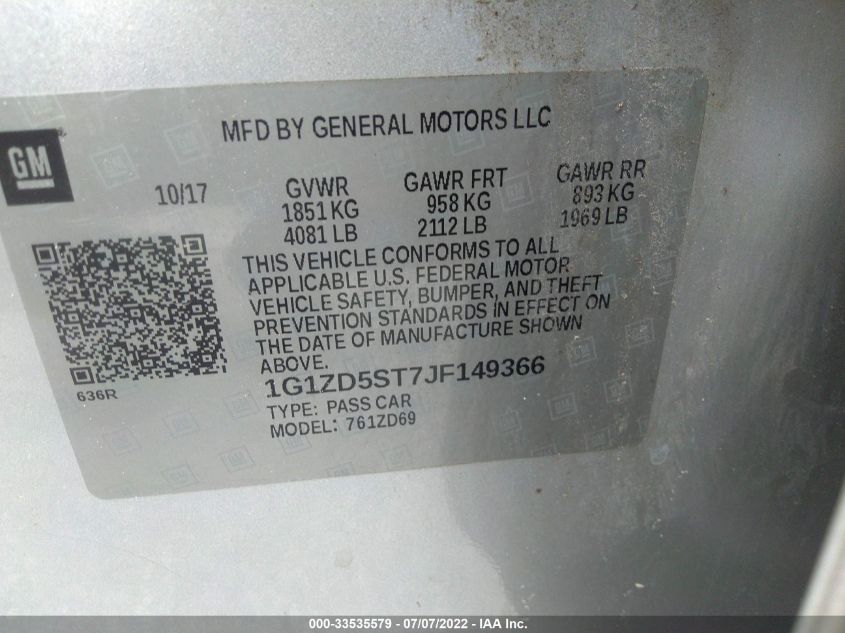 MFD BY GENERAL MOTORS LLC
GM
10/17
GVWR
1851 KG
4081 LB
GAWR FRT
958 KG
2112 LB
GAWR RR
893 KG
1969 LB
THIS VEHICLE CONFORMS TO ALL
APPLICABLE U.S. FEDERAL MOTOR
VEHICLE SAFETY, BUMPER, AND THEFT
PREVENTION STANDARDS IN EFFECT ON
THE DATE OF MANUFACTURE SHOWN
ABOVE.
636R
1G1ZD5ST7JF149366
TYPE: PASS CAR
MODEL: 761ZD69
000-33535579 - 07/07/2022 - IAA Inc.